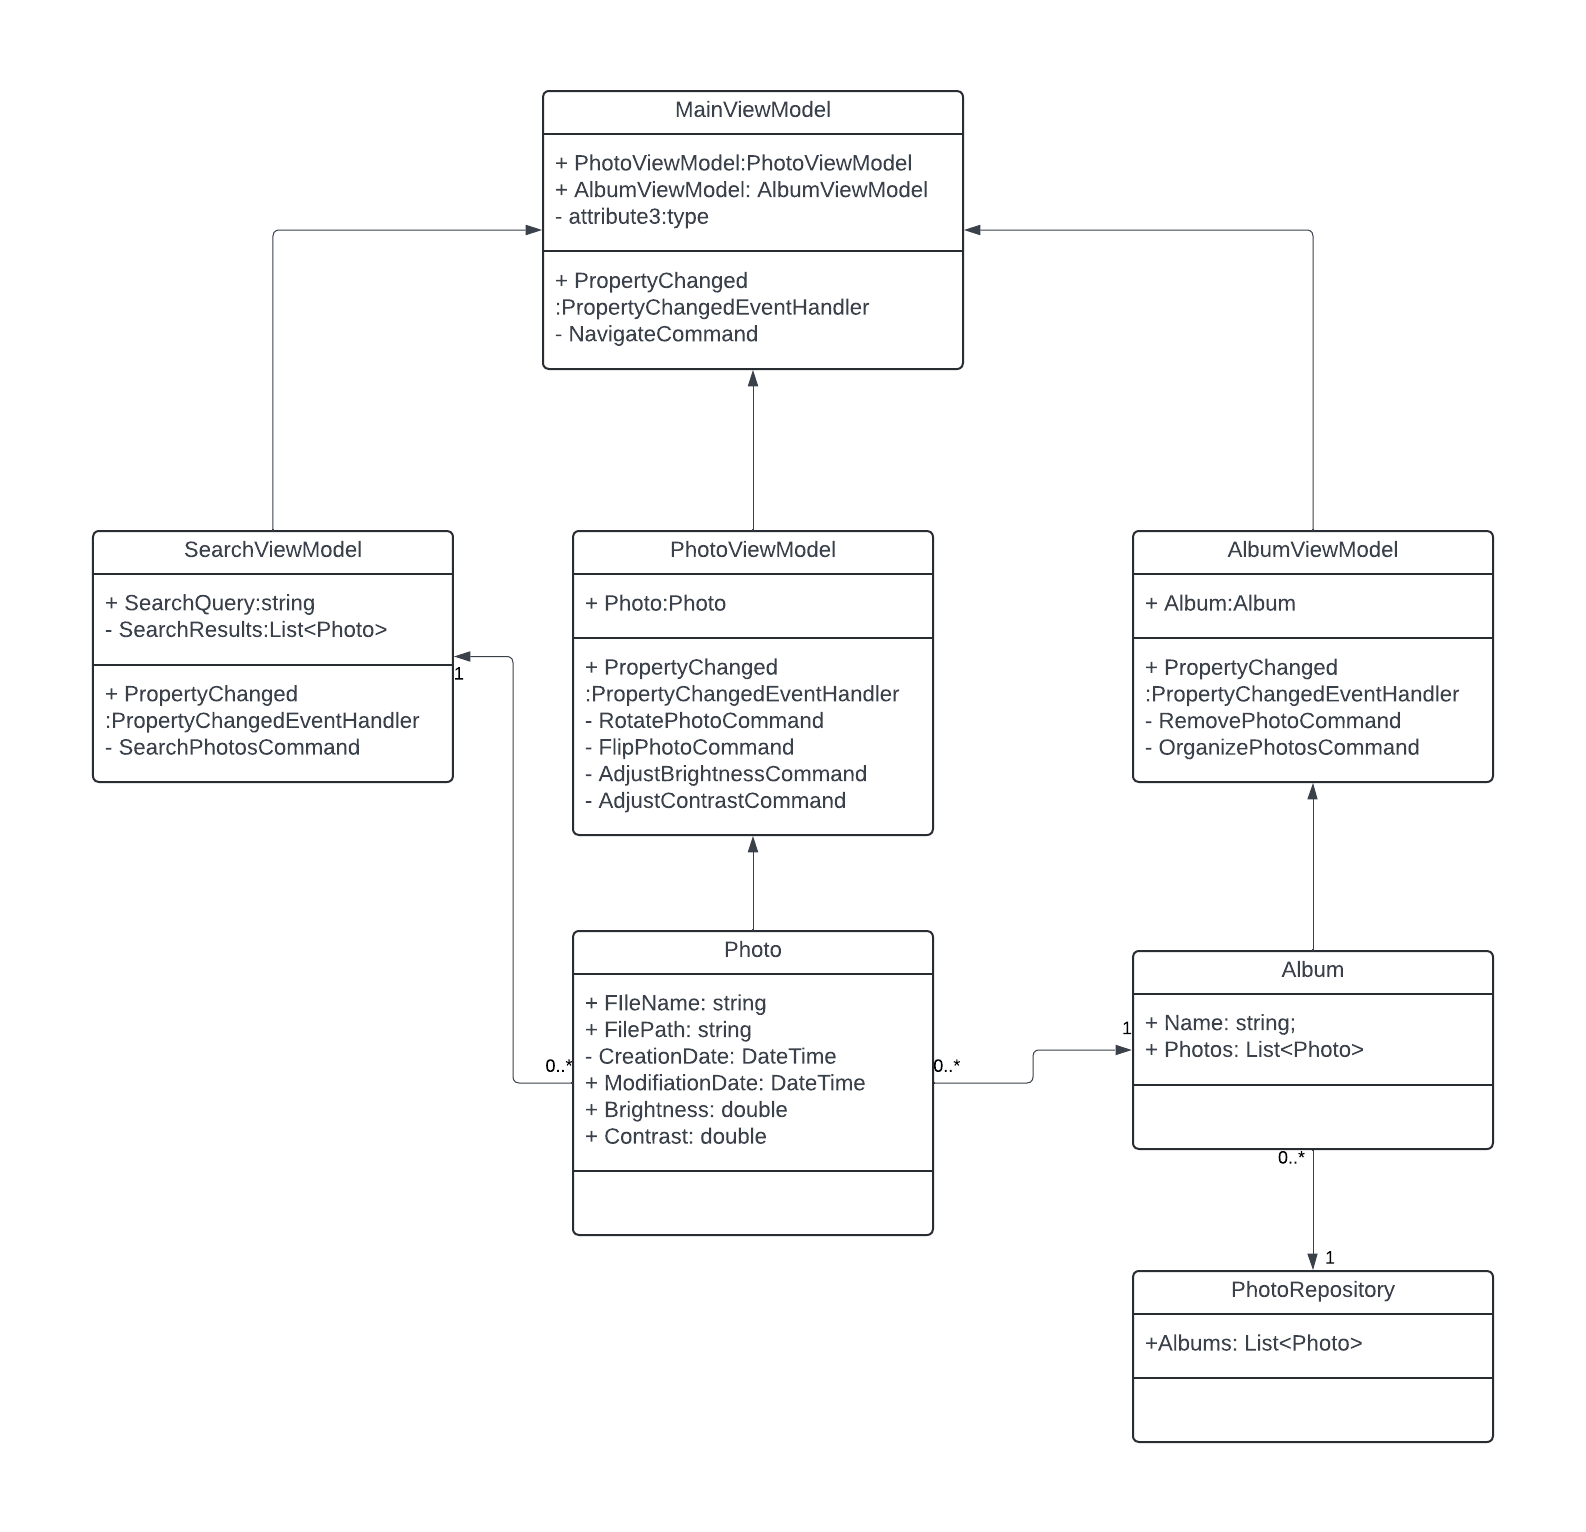 MainViewModel
+ PhotoViewModel:PhotoViewModel
+ AlbumViewModel: AlbumViewModel
- attribute3:type
+ PropertyChanged
:PropertyChangedEventHandler
- NavigateCommand
SearchViewModel
+ SearchQuery:string
- SearchResults:List<Photo>
+ PropertyChanged
:PropertyChangedEventHandler
- SearchPhotosCommand
1
PhotoViewModel
+ Photo:Photo
+ PropertyChanged
:PropertyChangedEventHandler
- RotatePhotoCommand
- FlipPhotoCommand
- AdjustBrightnessCommand
- AdjustContrastCommand
AlbumViewModel
+ Album:Album
+ PropertyChanged
:PropertyChangedEventHandler
- RemovePhotoCommand
- OrganizePhotosCommand
Photo
+ FIleName: string
+ FilePath: string
- CreationDate: DateTime
+ ModifiationDate: DateTime
+ Brightness: double
+ Contrast: double
0..*
0..*
1
Album
+ Name: string;
+ Photos: List<Photo>
0..*
1
PhotoRepository
+Albums: List<Photo>